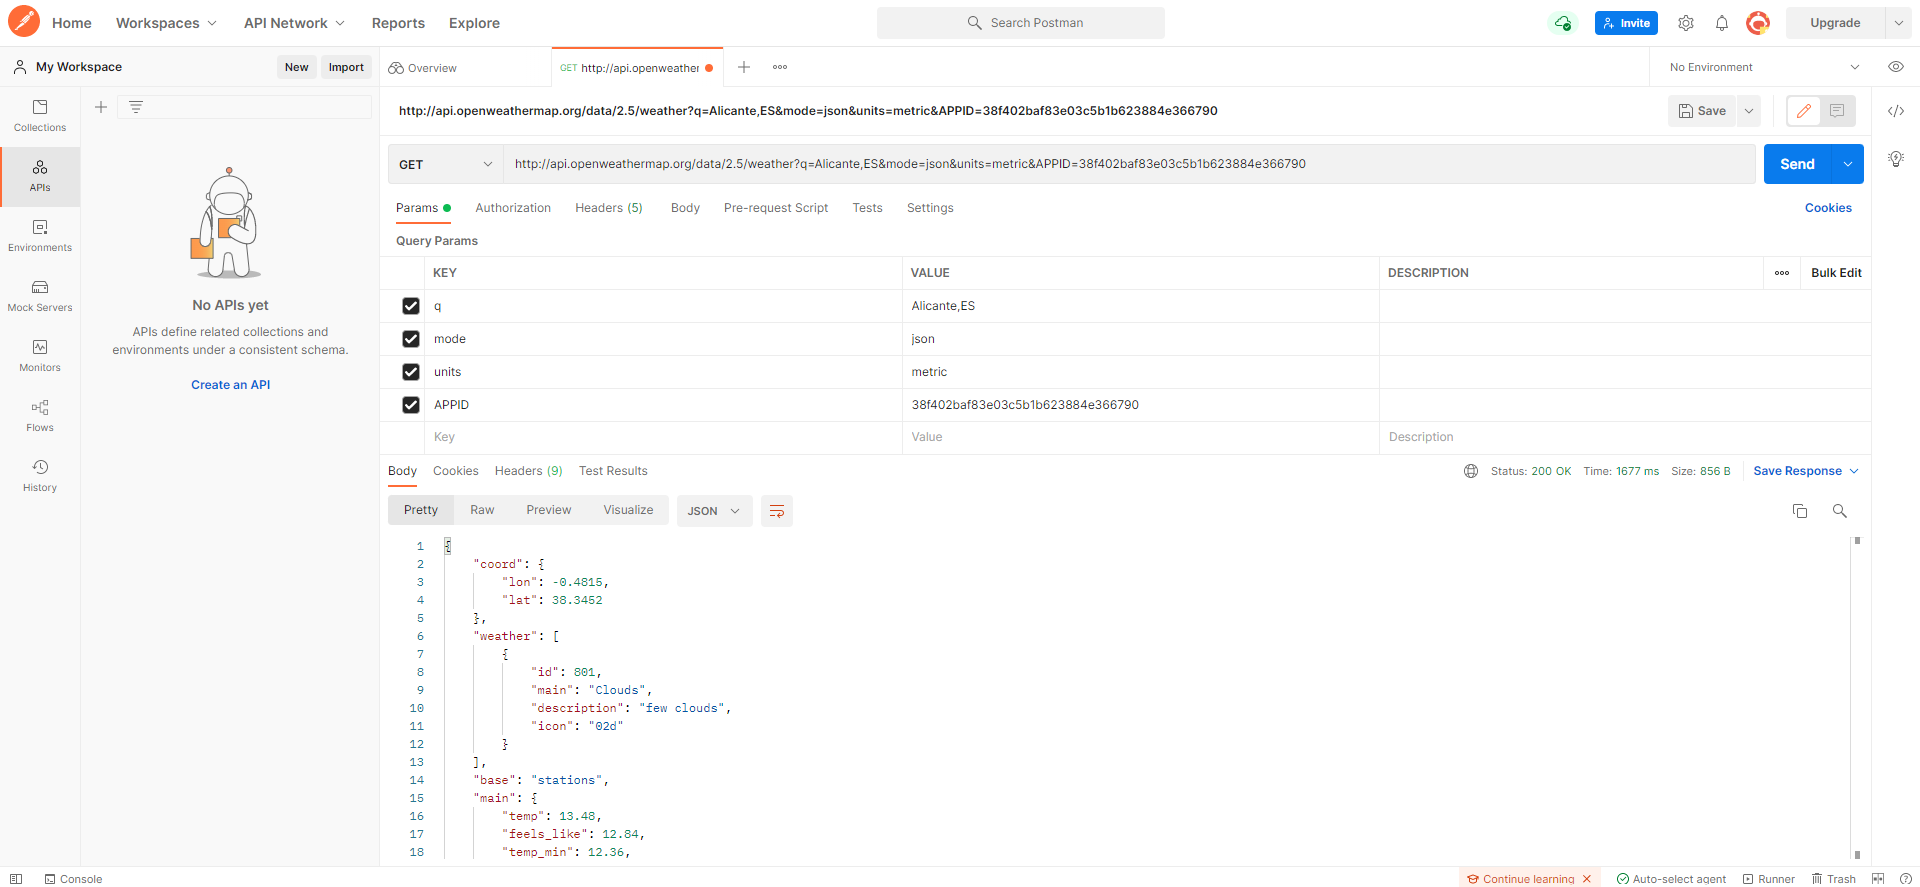 Home Workspaces API Network Reports Explore Search Postman Invite Upgrade
My Workspace New Import Overview GET http://api.openweather No Environment
http://api.openweathermap.org/data/2.5/weather?q=Alicante,ES&mode=json&units=metric&APPID=38f402baf83e03c5b1b623884e366790 Save
Collections
APIs
Environments
Mock Servers
Monitors
Flows
History
No APIs yet
APIs define related collections and
environments under a consistent schema.
Create an API
GET http://api.openweathermap.org/data/2.5/weather?q=Alicante,ES&mode=json&units=metric&APPID=38f402baf83e03c5b1b623884e366790 Send
Params Authorization Headers (5) Body Pre-request Script Tests Settings Cookies
Query Params
KEY VALUE DESCRIPTION Bulk Edit
q Alicante,ES
mode json
units metric
APPID 38f402baf83e03c5b1b623884e366790
Key Value Description
Body Cookies Headers (9) Test Results Status: 200 OK Time: 1677 ms Size: 856 B Save Response
Pretty Raw Preview Visualize JSON
1 {
2 "coord": {
3 "lon": -0.4815,
4 "lat": 38.3452
5 },
6 "weather": [
7 {
8 "id": 801,
9 "main": "Clouds",
10 "description": "few clouds",
11 "icon": "02d"
12 }
13 ],
14 "base": "stations",
15 "main": {
16 "temp": 13.48,
17 "feels_like": 12.84,
18 "temp_min": 12.36,
Console Continue learning Auto-select agent Runner Trash